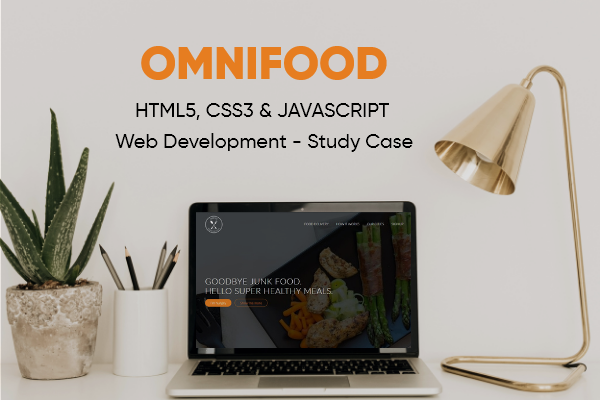 OMNIFOOD
HTML5, CSS3 & JAVASCRIPT
Web Development - Study Case
GOODBYE JUNK FOOD.
HELLO SUPER HEALTHY MEALS.